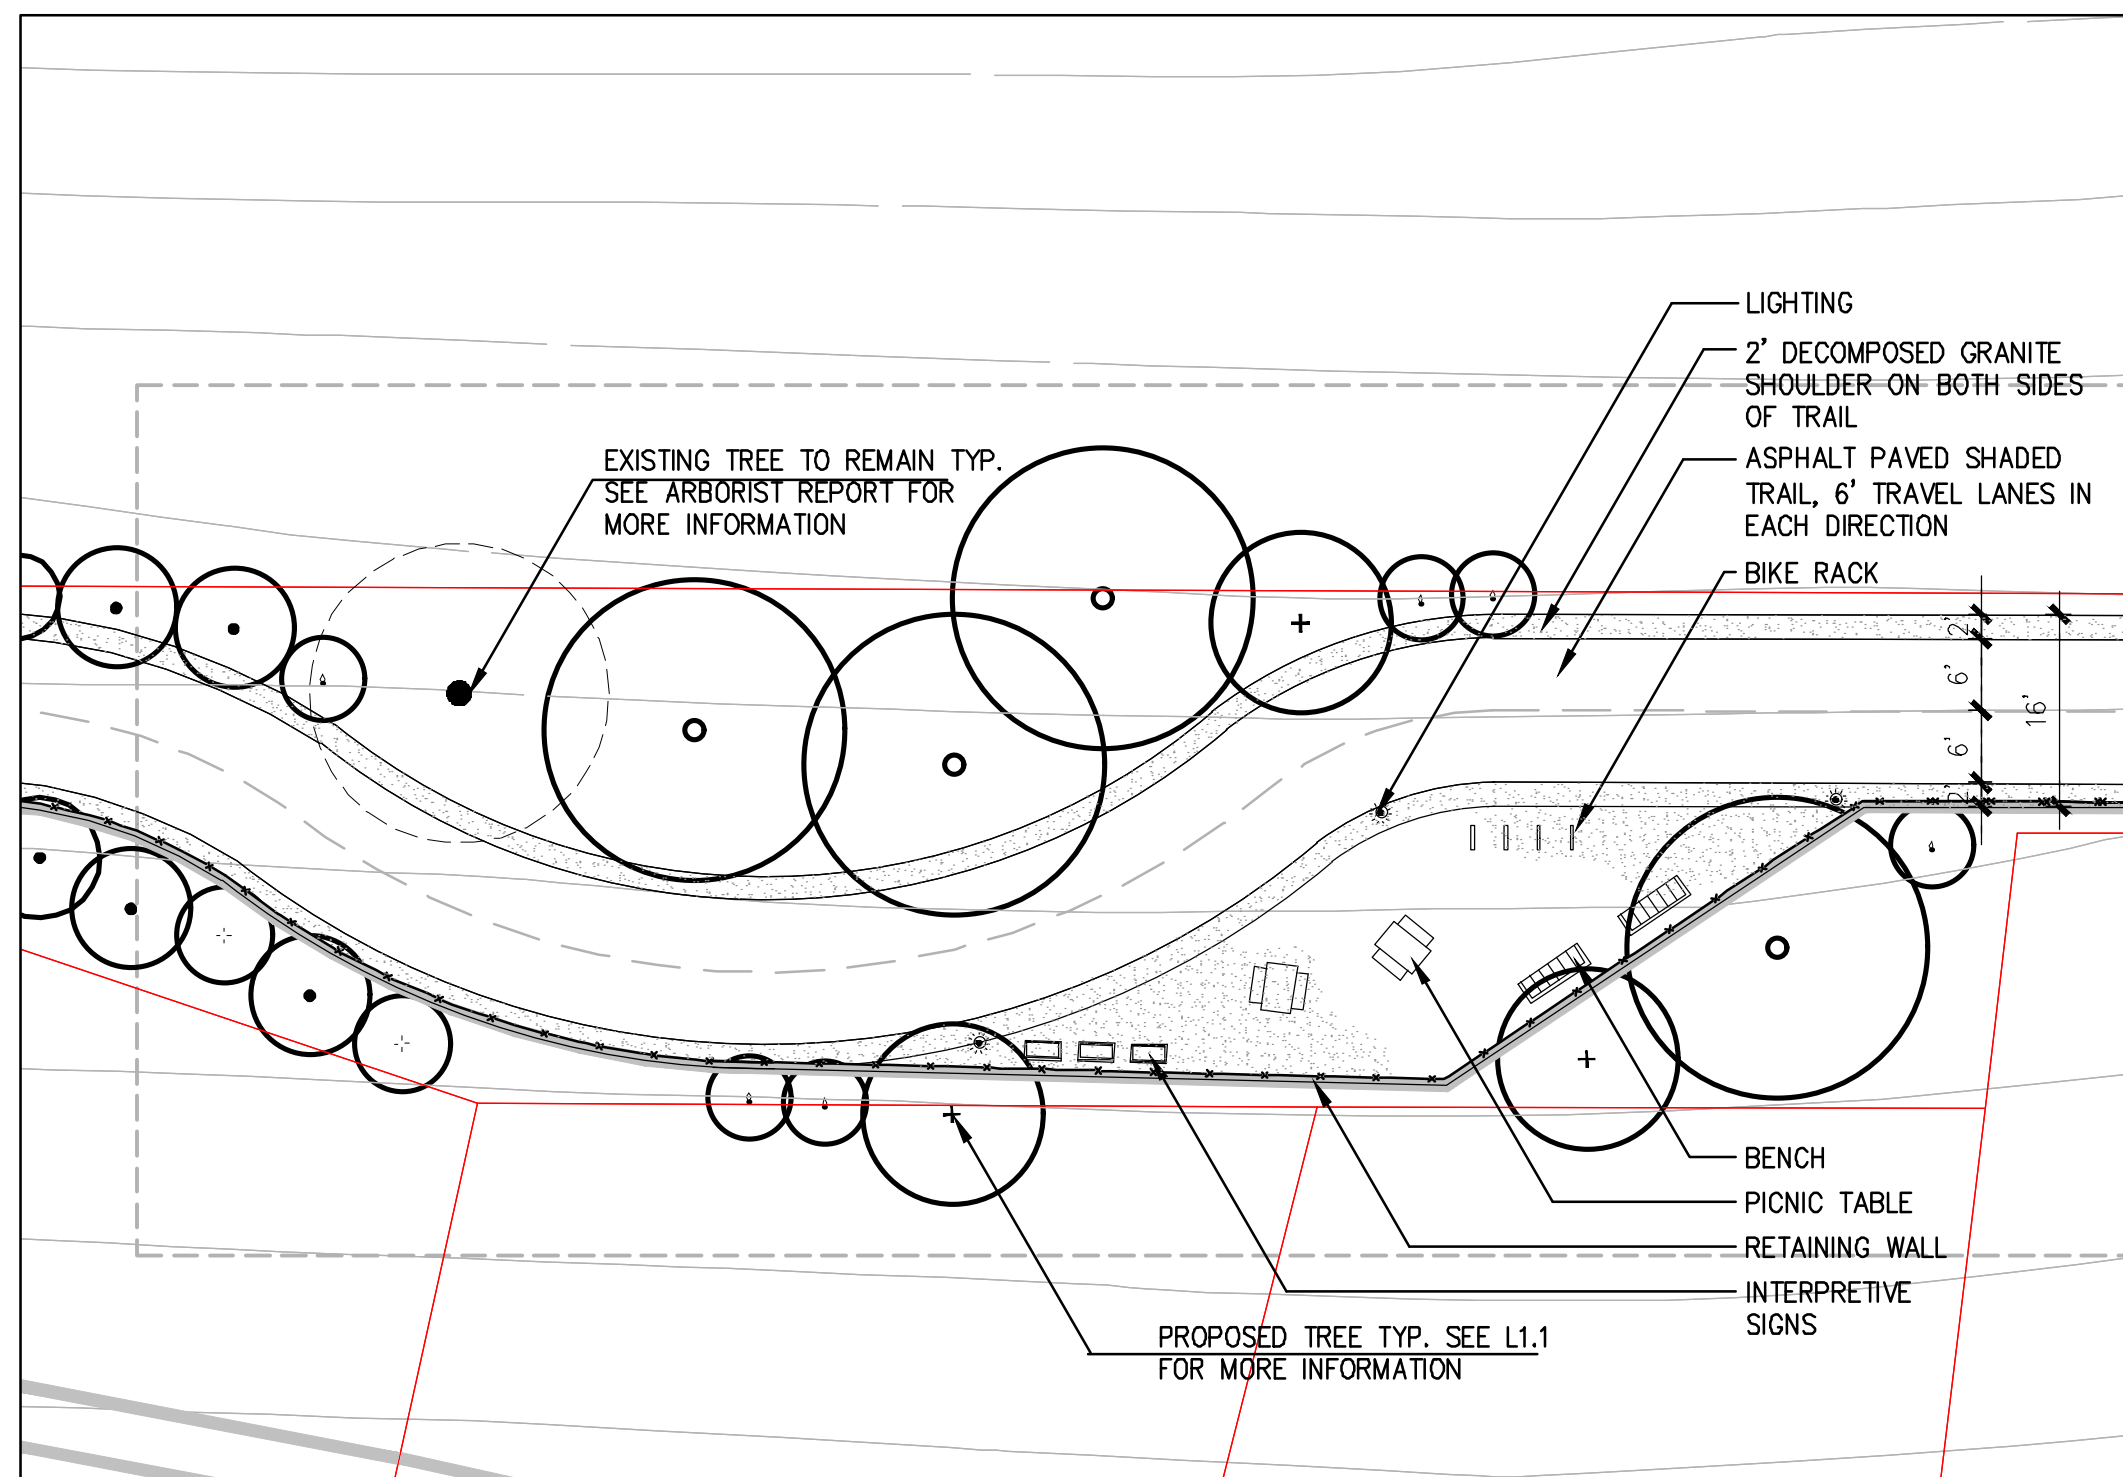 LIGHTING
2' DECOMPOSED GRANITE
SHOULDER ON BOTH SIDES
OF TRAIL
ASPHALT PAVED SHADED
TRAIL, 6' TRAVEL LANES IN
EACH DIRECTION
BIKE RACK
EXISTING TREE TO REMAIN TYP.
SEE ARBORIST REPORT FOR
MORE INFORMATION
2'
6'
6'
2'
16'
BENCH
PICNIC TABLE
RETAINING WALL
INTERPRETIVE
SIGNS
PROPOSED TREE TYP. SEE L1.1
FOR MORE INFORMATION